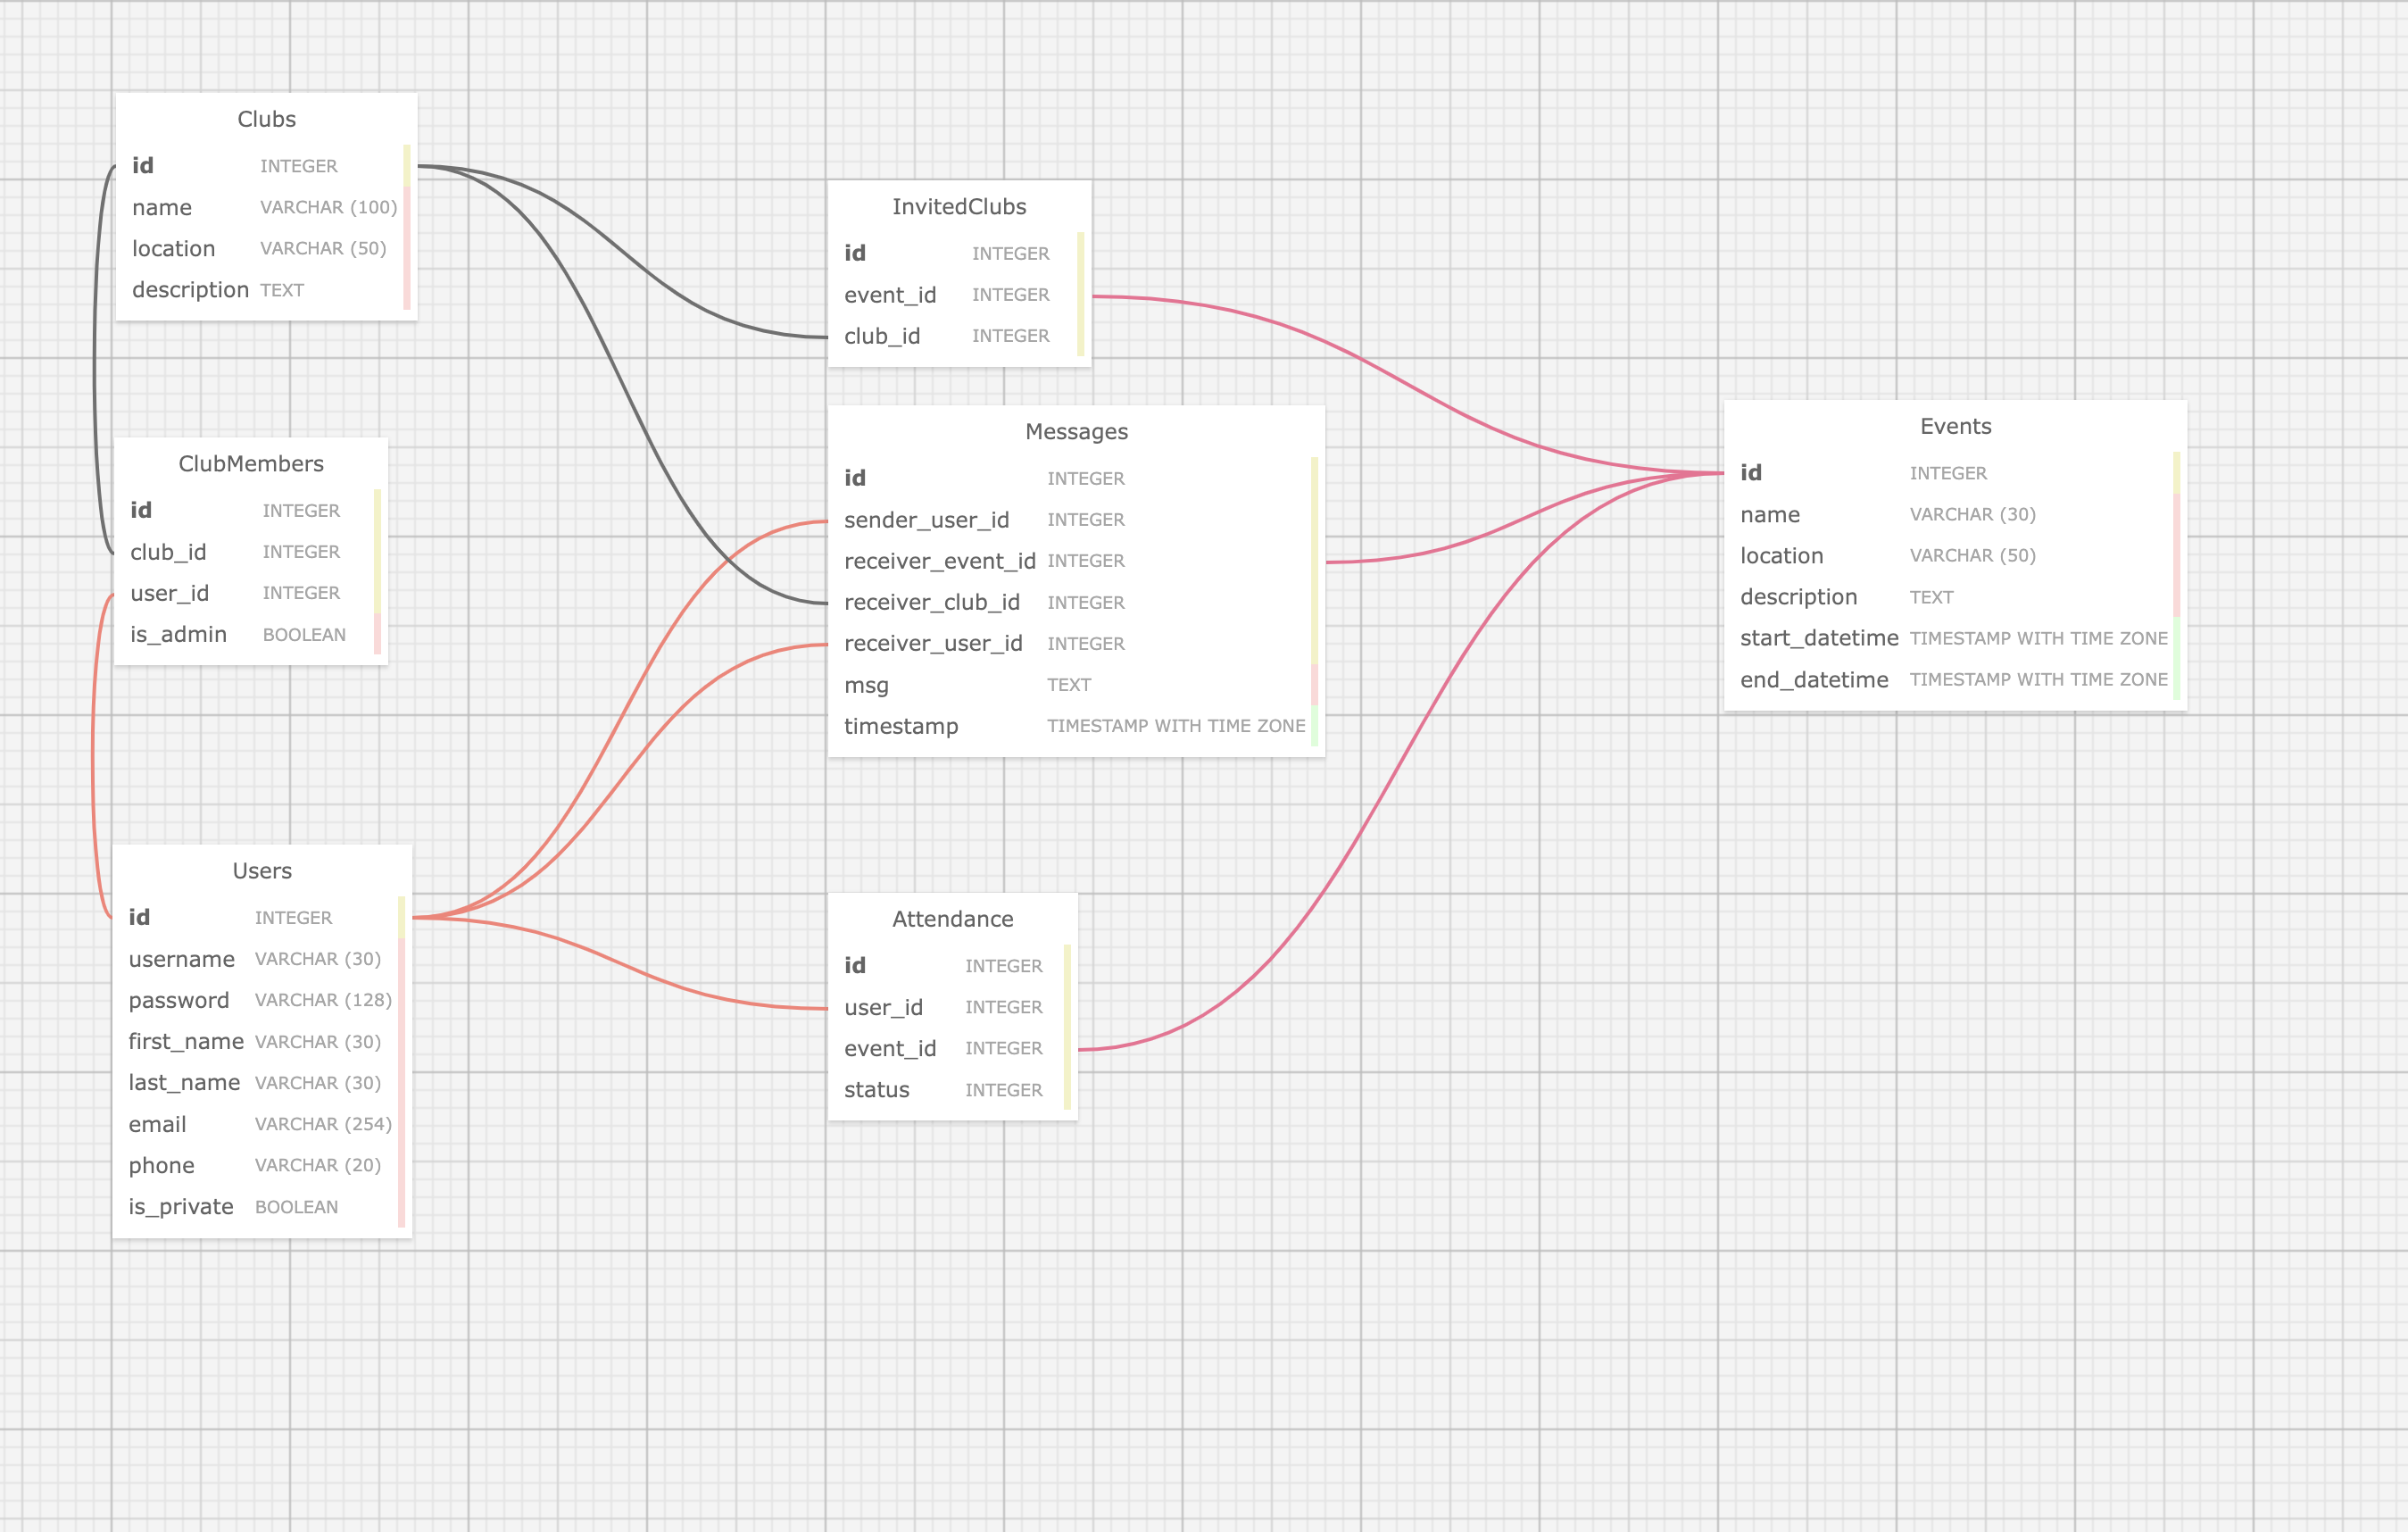 Clubs
id INTEGER
name VARCHAR (100)
location VARCHAR (50)
description TEXT
InvitedClubs
id INTEGER
event_id INTEGER
club_id INTEGER
Messages
id INTEGER
sender_user_id INTEGER
receiver_event_id INTEGER
receiver_club_id INTEGER
receiver_user_id INTEGER
msg TEXT
timestamp TIMESTAMP WITH TIME ZONE
Events
id INTEGER
name VARCHAR (30)
location VARCHAR (50)
description TEXT
start_datetime TIMESTAMP WITH TIME ZONE
end_datetime TIMESTAMP WITH TIME ZONE
ClubMembers
id INTEGER
club_id INTEGER
user_id INTEGER
is_admin BOOLEAN
Users
id INTEGER
username VARCHAR (30)
password VARCHAR (128)
first_name VARCHAR (30)
last_name VARCHAR (30)
email VARCHAR (254)
phone VARCHAR (20)
is_private BOOLEAN
Attendance
id INTEGER
user_id INTEGER
event_id INTEGER
status INTEGER